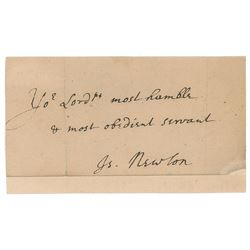 Yoʳ Lordᵖˢ most humble
& most obedient servant
Is. Newton